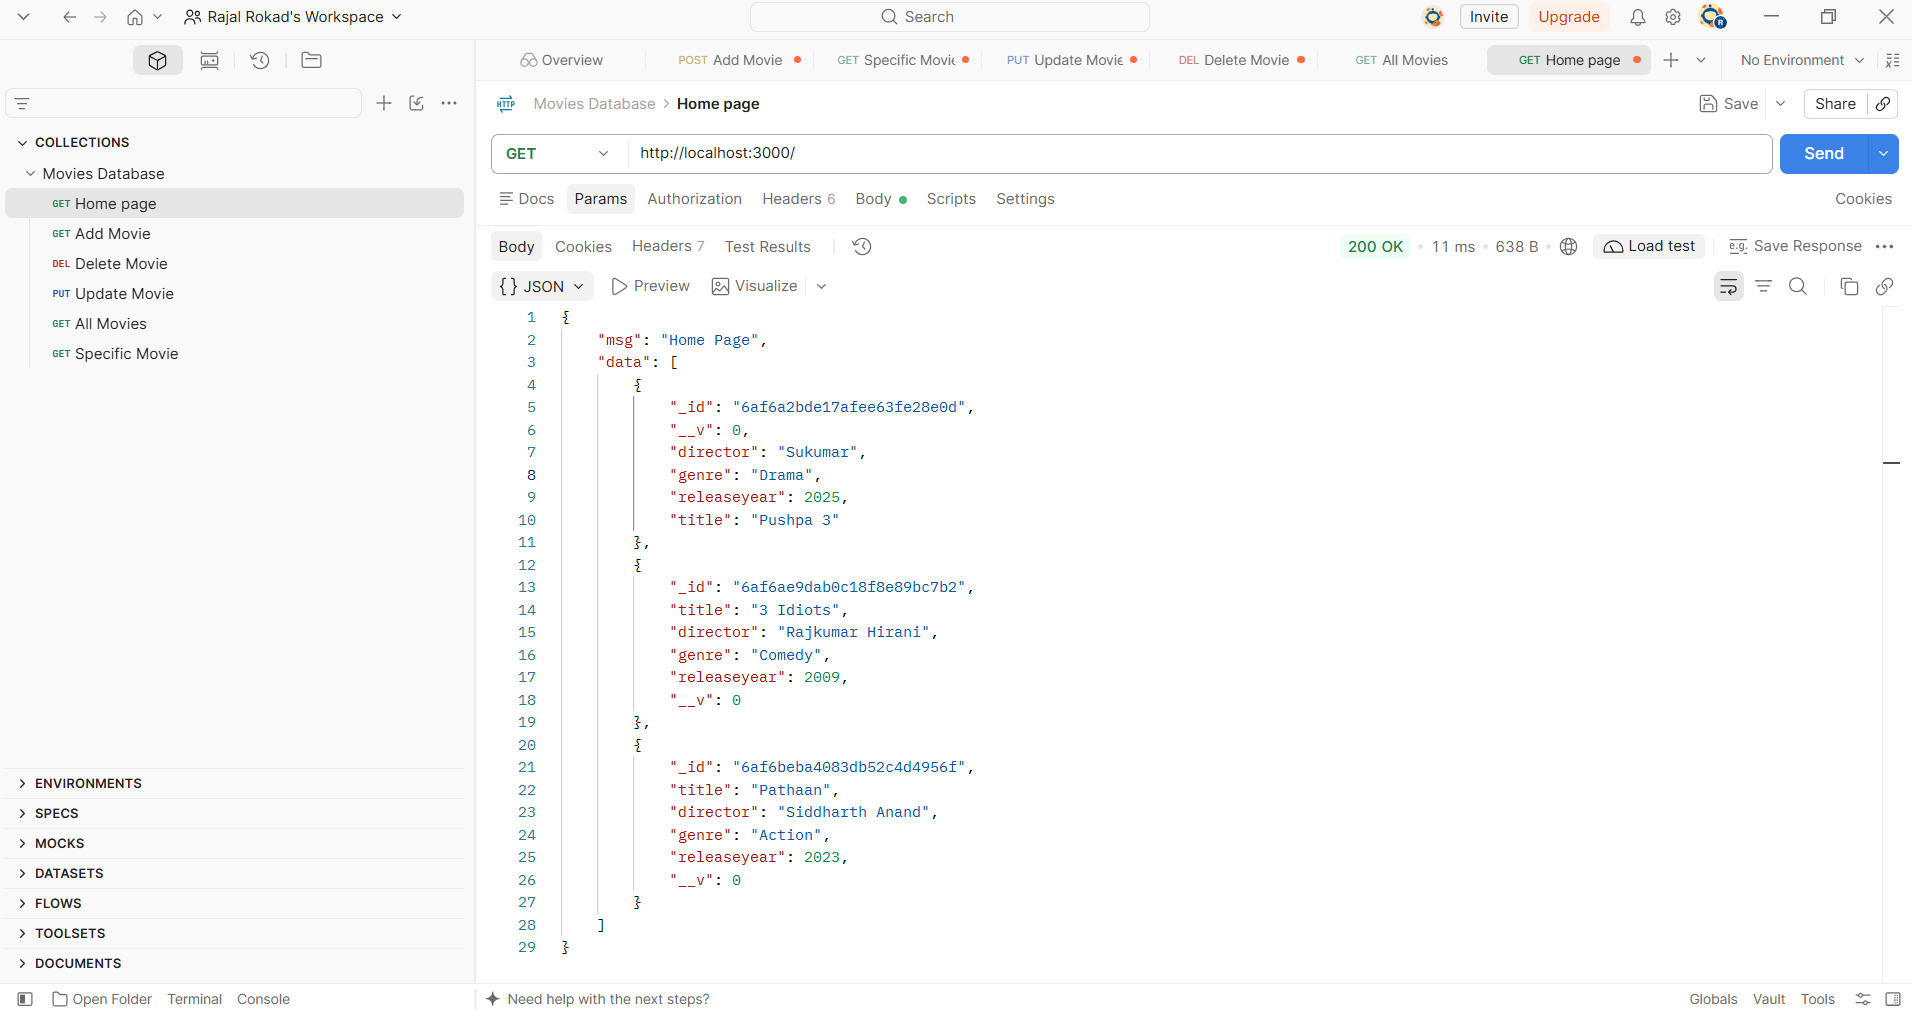 Rajal Rokad's Workspace
Search
Invite
Upgrade
R
Overview
POST Add Movie
GET Specific Movie
PUT Update Movie
DEL Delete Movie
GET All Movies
GET Home page
No Environment
COLLECTIONS
Movies Database
GET Home page
GET Add Movie
DEL Delete Movie
PUT Update Movie
GET All Movies
GET Specific Movie
ENVIRONMENTS
SPECS
MOCKS
DATASETS
FLOWS
TOOLSETS
DOCUMENTS
HTTP Movies Database > Home page
Save
Share
GET http://localhost:3000/
Send
Docs Params Authorization Headers 6 Body Scripts Settings
Cookies
Body Cookies Headers 7 Test Results
200 OK • 11 ms • 638 B •
Load test
e.g. Save Response
{} JSON Preview Visualize
1 {
2 "msg": "Home Page",
3 "data": [
4 {
5 "_id": "6af6a2bde17afee63fe28e0d",
6 "__v": 0,
7 "director": "Sukumar",
8 "genre": "Drama",
9 "releaseyear": 2025,
10 "title": "Pushpa 3"
11 },
12 {
13 "_id": "6af6ae9dab0c18f8e89bc7b2",
14 "title": "3 Idiots",
15 "director": "Rajkumar Hirani",
16 "genre": "Comedy",
17 "releaseyear": 2009,
18 "__v": 0
19 },
20 {
21 "_id": "6af6beba4083db52c4d4956f",
22 "title": "Pathaan",
23 "director": "Siddharth Anand",
24 "genre": "Action",
25 "releaseyear": 2023,
26 "__v": 0
27 }
28 ]
29 }
Open Folder Terminal Console
Need help with the next steps?
Globals Vault Tools